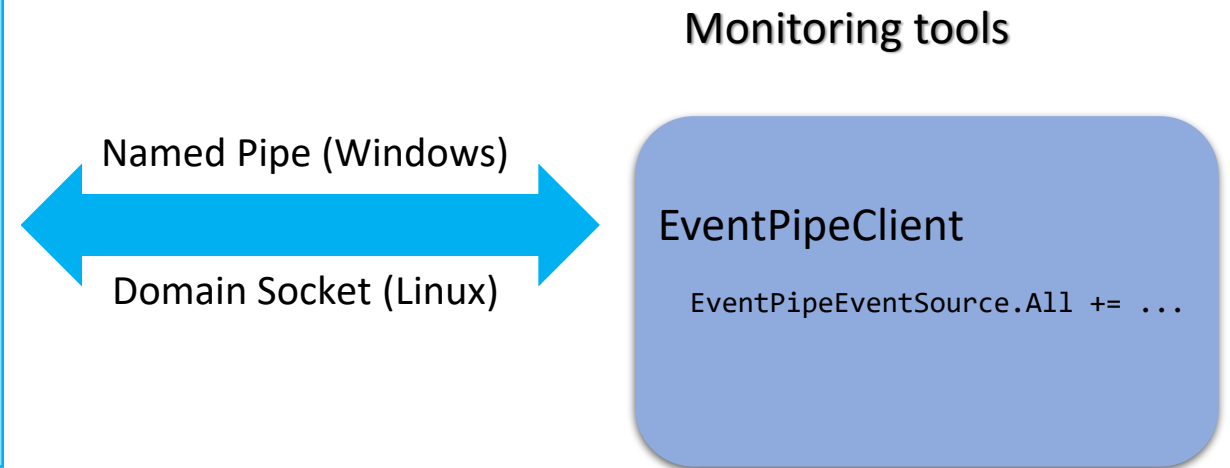 Monitoring tools
Named Pipe (Windows)
Domain Socket (Linux)
EventPipeClient
EventPipeEventSource.All += ...